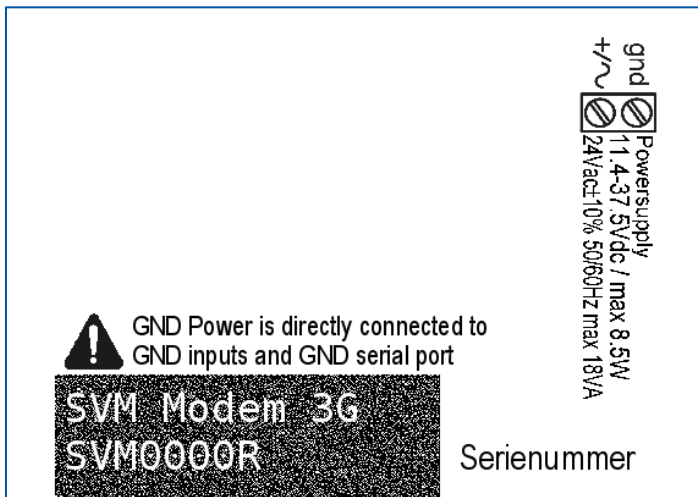 +/~ gnd
Powersupply
11.4-37.5Vdc / max 8.5W
24Vac±10% 50/60Hz max 18VA
GND Power is directly connected to
GND inputs and GND serial port
SVM Modem 3G
SVM0000R
Serienummer